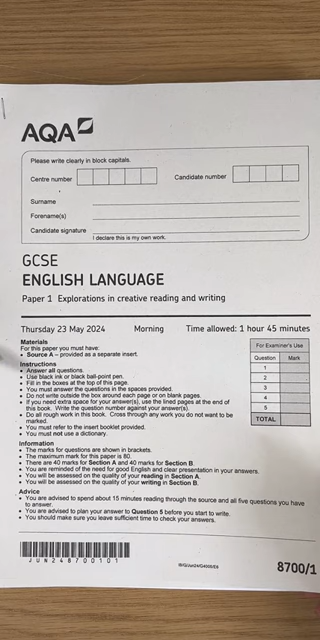 AQA
Please write clearly in block capitals.
Centre number
Candidate number
Surname
Forename(s)
Candidate signature
I declare this is my own work.
GCSE
ENGLISH LANGUAGE
Paper 1 Explorations in creative reading and writing
Thursday 23 May 2024 Morning Time allowed: 1 hour 45 minutes
Materials
For this paper you must have:
• Source A – provided as a separate insert.
Instructions
• Answer all questions.
• Use black ink or black ball-point pen.
• Fill in the boxes at the top of this page.
• You must answer the questions in the spaces provided.
• Do not write outside the box around each page or on blank pages.
• If you need extra space for your answer(s), use the lined pages at the end of
this book. Write the question number against your answer(s).
• Do all rough work in this book. Cross through any work you do not want to be
marked.
• You must refer to the insert booklet provided.
• You must not use a dictionary.
For Examiner's Use
Question Mark
1
2
3
4
5
TOTAL
Information
• The marks for questions are shown in brackets.
• The maximum mark for this paper is 80.
• There are 40 marks for Section A and 40 marks for Section B.
• You are reminded of the need for good English and clear presentation in your answers.
• You will be assessed on the quality of your reading in Section A.
• You will be assessed on the quality of your writing in Section B.
Advice
• You are advised to spend about 15 minutes reading through the source and all five questions you have
to answer.
• You are advised to plan your answer to Question 5 before you start to write.
• You should make sure you leave sufficient time to check your answers.
JUN248700101
IB/G/Jun24/G4005/E6
8700/1